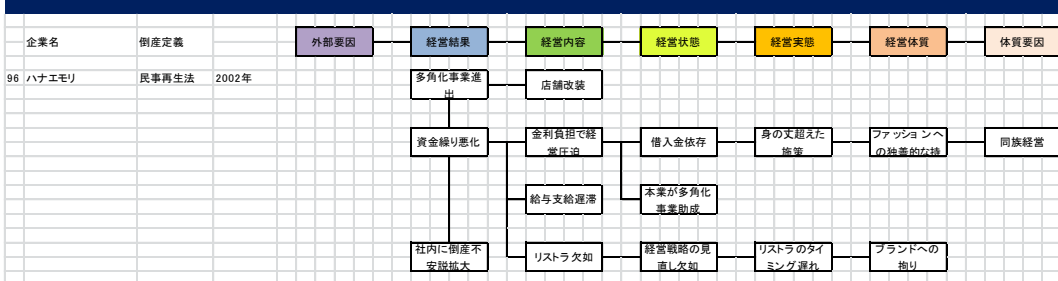 企業名 倒産定義 外部要因 経営結果 経営内容 経営状態 経営実態 経営体質 体質要因
96 ハナエモリ 民事再生法 2002年
多角化事業進
出
店舗改装
資金繰り悪化
金利負担で経
営圧迫
借入金依存
身の丈超えた
施策
ファッションへ
の独善的な持
同族経営
給与支給遅滞
本業が多角化
事業助成
社内に倒産不
安説拡大
リストラ欠如
経営戦略の見
直し欠如
リストラのタイ
ミング遅れ
ブランドへの
拘り